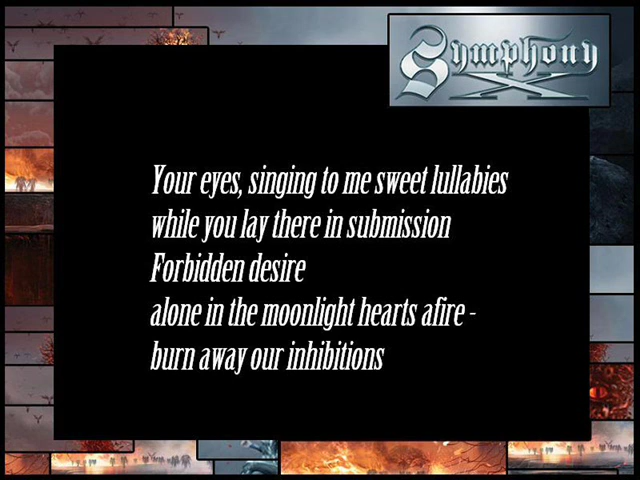 Symphony
X
Your eyes, singing to me sweet lullabies
while you lay there in submission
Forbidden desire
alone in the moonlight hearts afire -
burn away our inhibitions